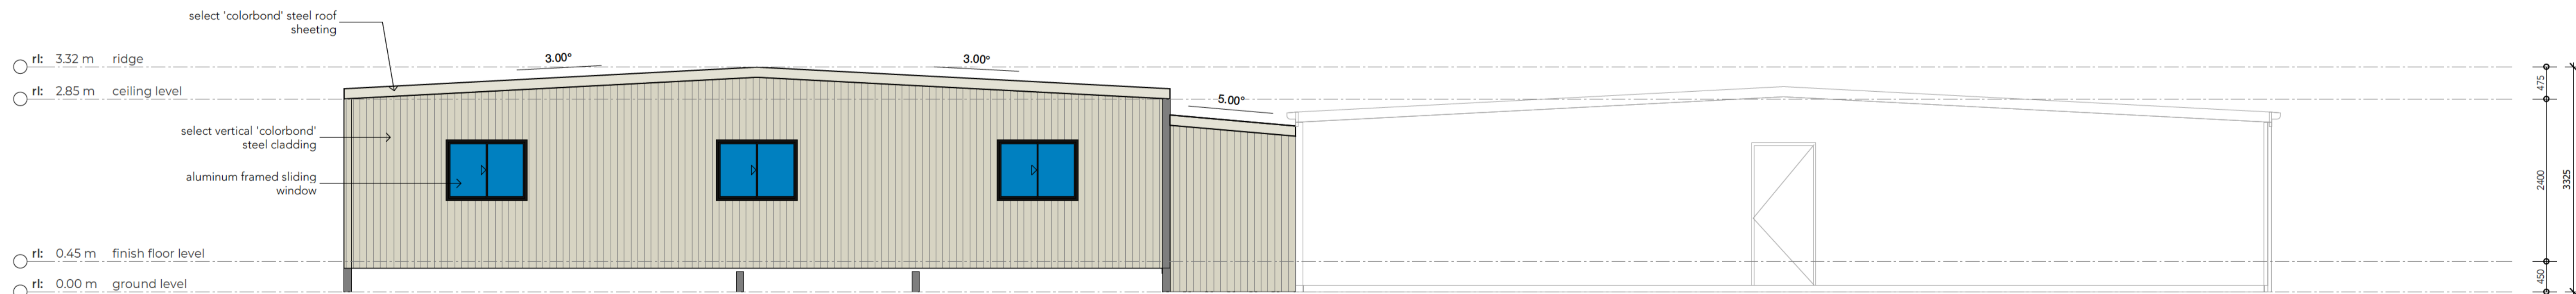 select 'colorbond' steel roof
sheeting
3.00°
3.00°
rl: 3.32 m ridge
rl: 2.85 m ceiling level
5.00°
475
select vertical 'colorbond'
steel cladding
aluminum framed sliding
window
2400
3325
rl: 0.45 m finish floor level
450
rl: 0.00 m ground level